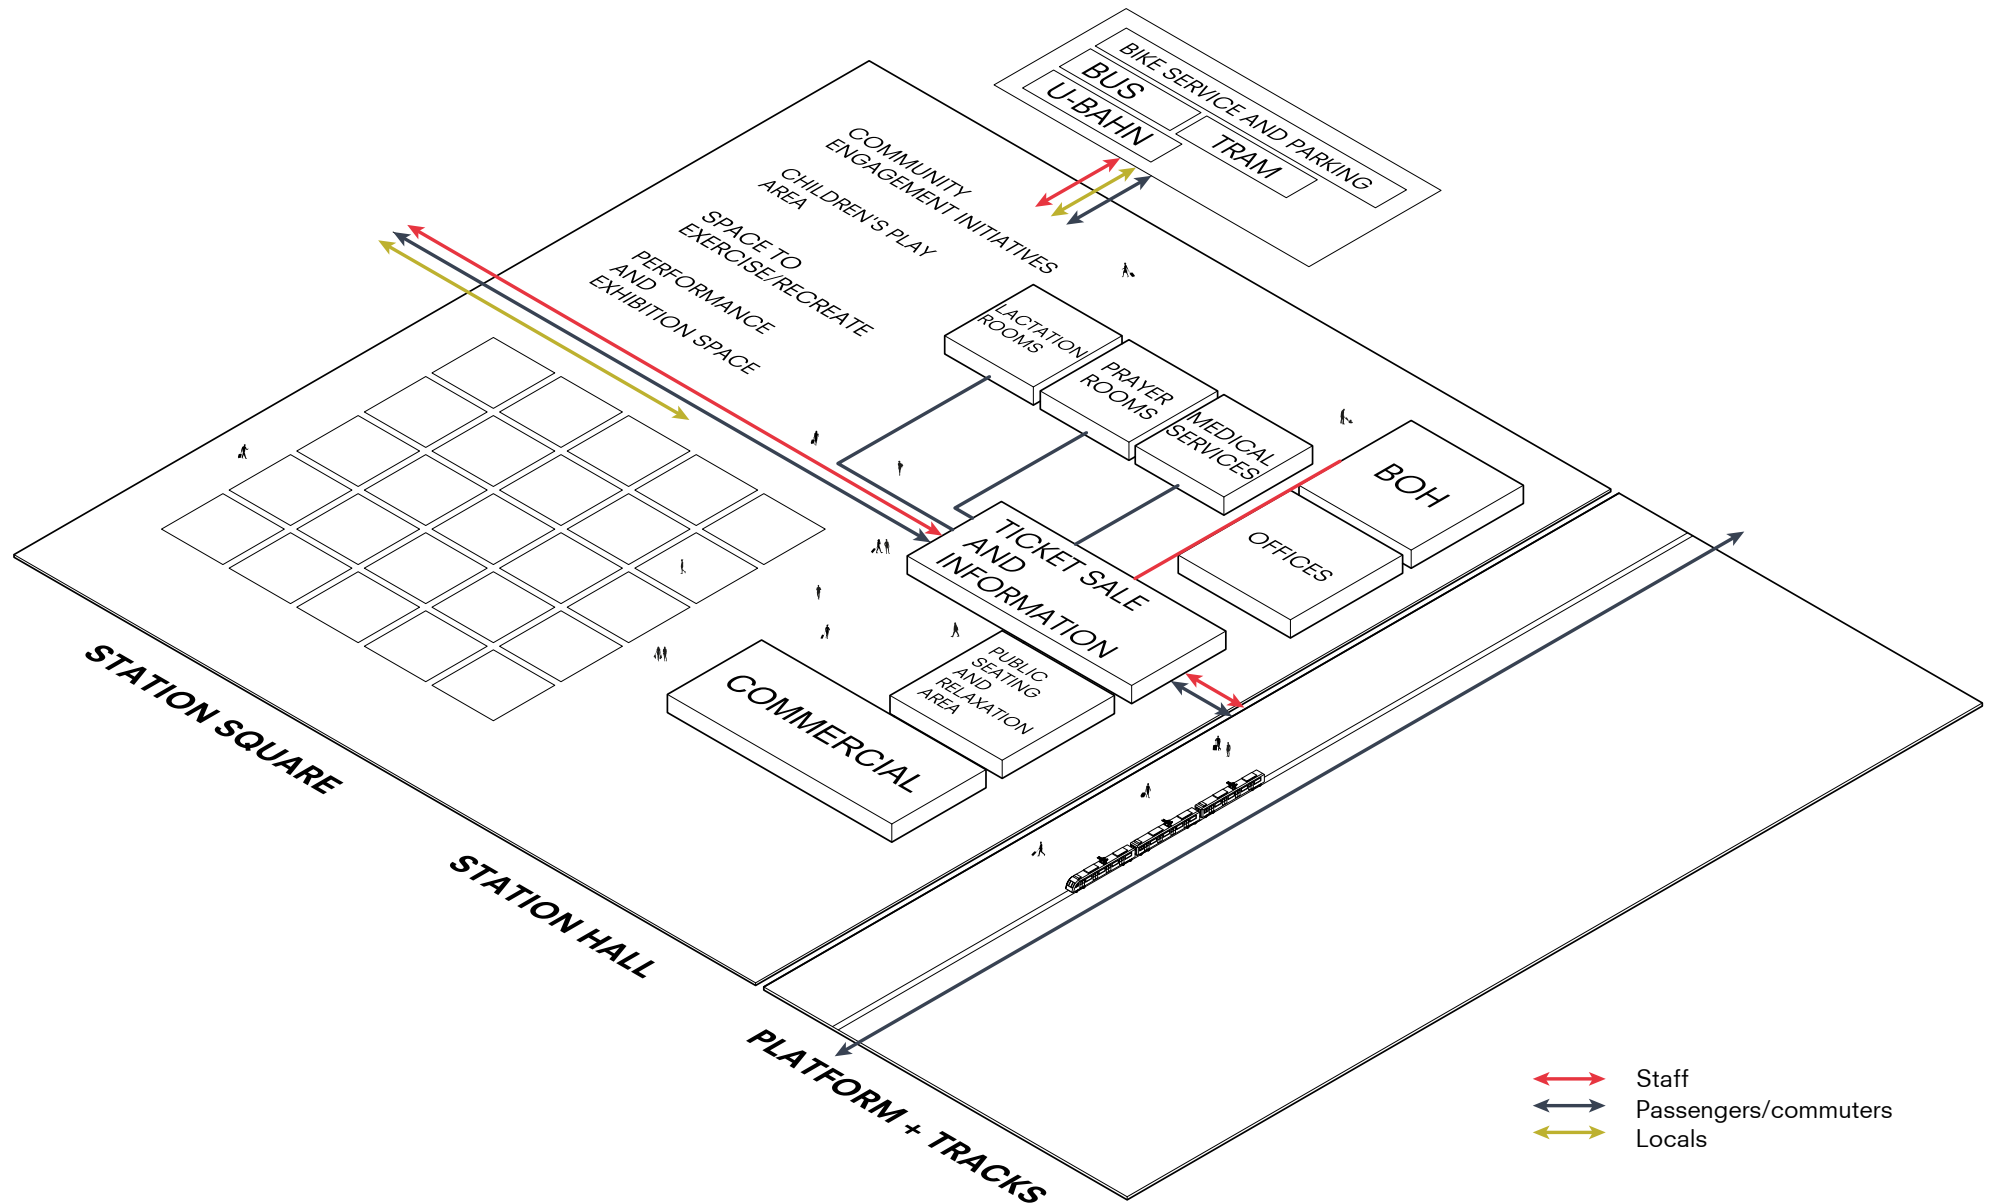 BIKE SERVICE AND PARKING
BUS
U-BAHN
TRAM
COMMUNITY
ENGAGEMENT INITIATIVES
CHILDREN'S PLAY
AREA
SPACE TO
EXERCISE/RECREATE
PERFORMANCE
AND
EXHIBITION SPACE
LACTATION
ROOMS
PRAYER
ROOMS
MEDICAL
SERVICES
BOH
OFFICES
TICKET SALE
AND
INFORMATION
PUBLIC
SEATING
AND
RELAXATION
AREA
COMMERCIAL
STATION SQUARE
STATION HALL
PLATFORM + TRACKS
Staff
Passengers/commuters
Locals